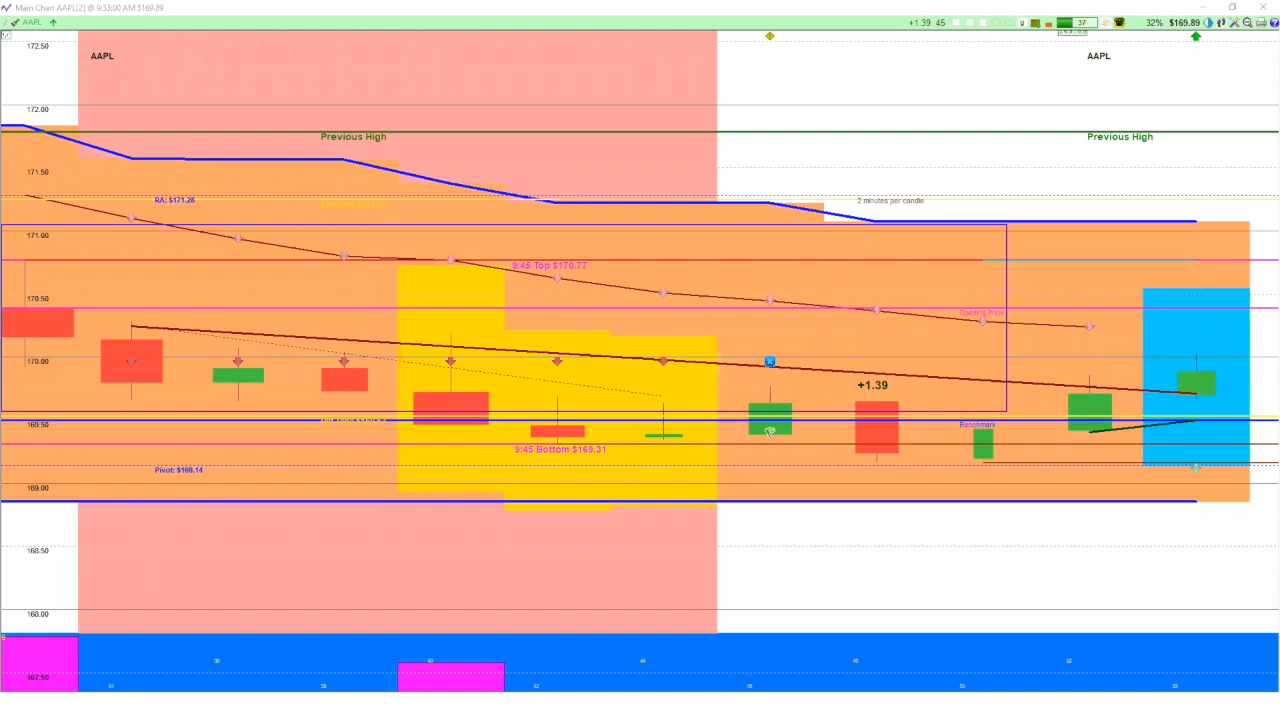 Main Chart AAPL[2] @ 9:53:00 AM $169.89
AAPL
+1.39 45
37
32% $169.89
172.50
AAPL
AAPL
172.00
Previous High
Previous High
171.50
RA: $171.28
2 minutes per candle
171.00
9:45 Top $170.77
170.50
Opening Price
170.00
+1.39
169.50
Benchmark
9:45 Bottom $169.31
Pivot: $169.14
169.00
168.50
168.00
9
167.50